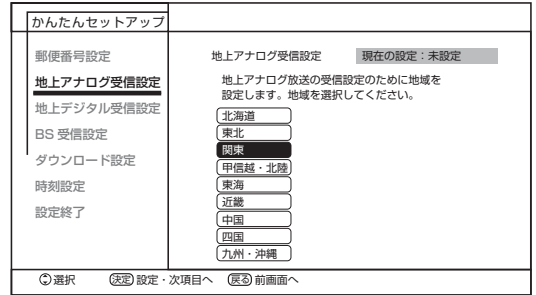 かんたんセットアップ
郵便番号設定
地上アナログ受信設定
地上デジタル受信設定
BS 受信設定
ダウンロード設定
時刻設定
設定終了
地上アナログ受信設定 現在の設定：未設定
地上アナログ放送の受信設定のために地域を
設定します。地域を選択してください。
北海道
東北
関東
甲信越・北陸
東海
近畿
中国
四国
九州・沖縄
選択 決定 設定・次項目へ 戻る 前画面へ